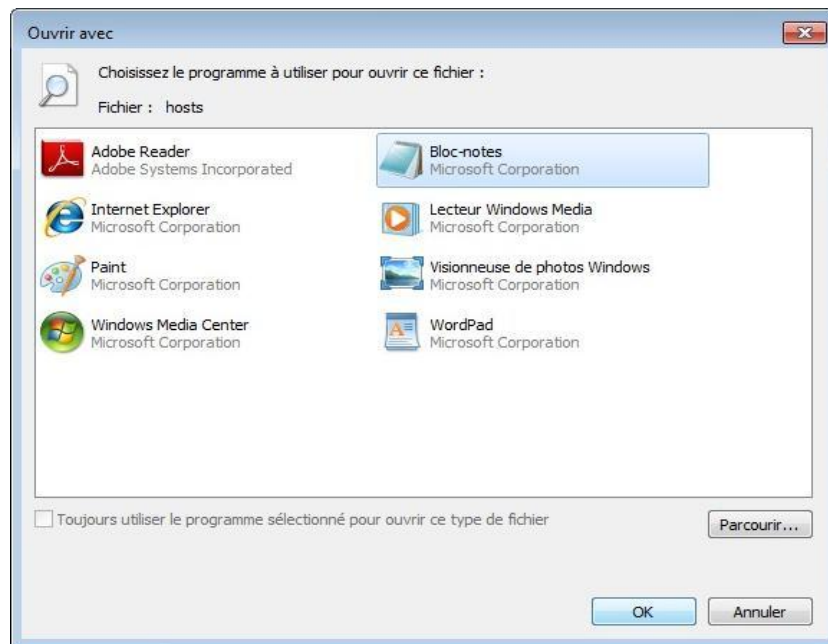 Ouvrir avec
Choisissez le programme à utiliser pour ouvrir ce fichier :
Fichier : hosts
Adobe Reader
Adobe Systems Incorporated
Bloc-notes
Microsoft Corporation
Internet Explorer
Microsoft Corporation
Lecteur Windows Media
Microsoft Corporation
Paint
Microsoft Corporation
Visionneuse de photos Windows
Microsoft Corporation
Windows Media Center
Microsoft Corporation
WordPad
Microsoft Corporation
Toujours utiliser le programme sélectionné pour ouvrir ce type de fichier
Parcourir...
OK
Annuler